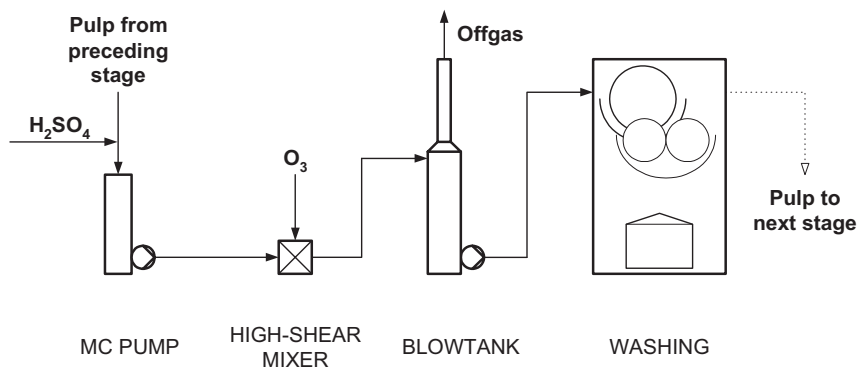 Pulp from
preceding
stage
H₂SO₄
O₃
Offgas
Pulp to
next stage
MC PUMP
HIGH-SHEAR
MIXER
BLOWTANK
WASHING